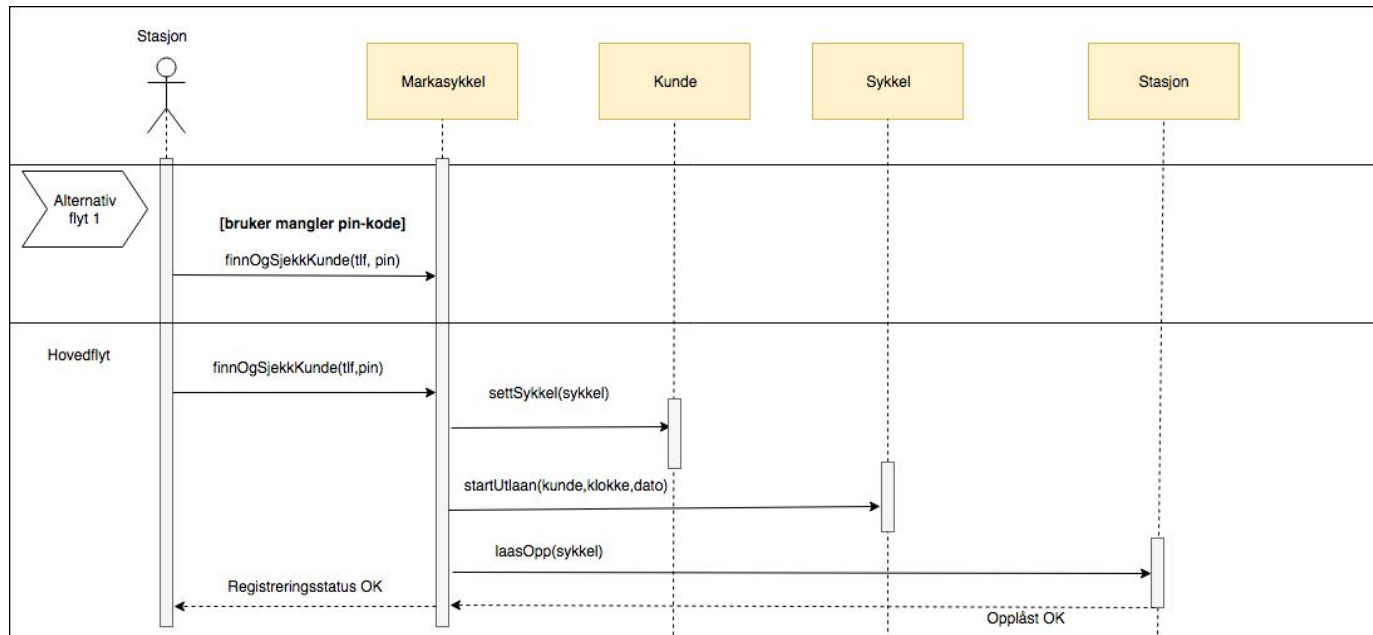 Stasjon
Markasykkel
Kunde
Sykkel
Stasjon
Alternativ
flyt 1
[bruker mangler pin-kode]
finnOgSjekkKunde(tlf, pin)
Hovedflyt
finnOgSjekkKunde(tlf,pin)
settSykkel(sykkel)
startUtlaan(kunde,klokke,dato)
laasOpp(sykkel)
Registreringsstatus OK
Opplåst OK